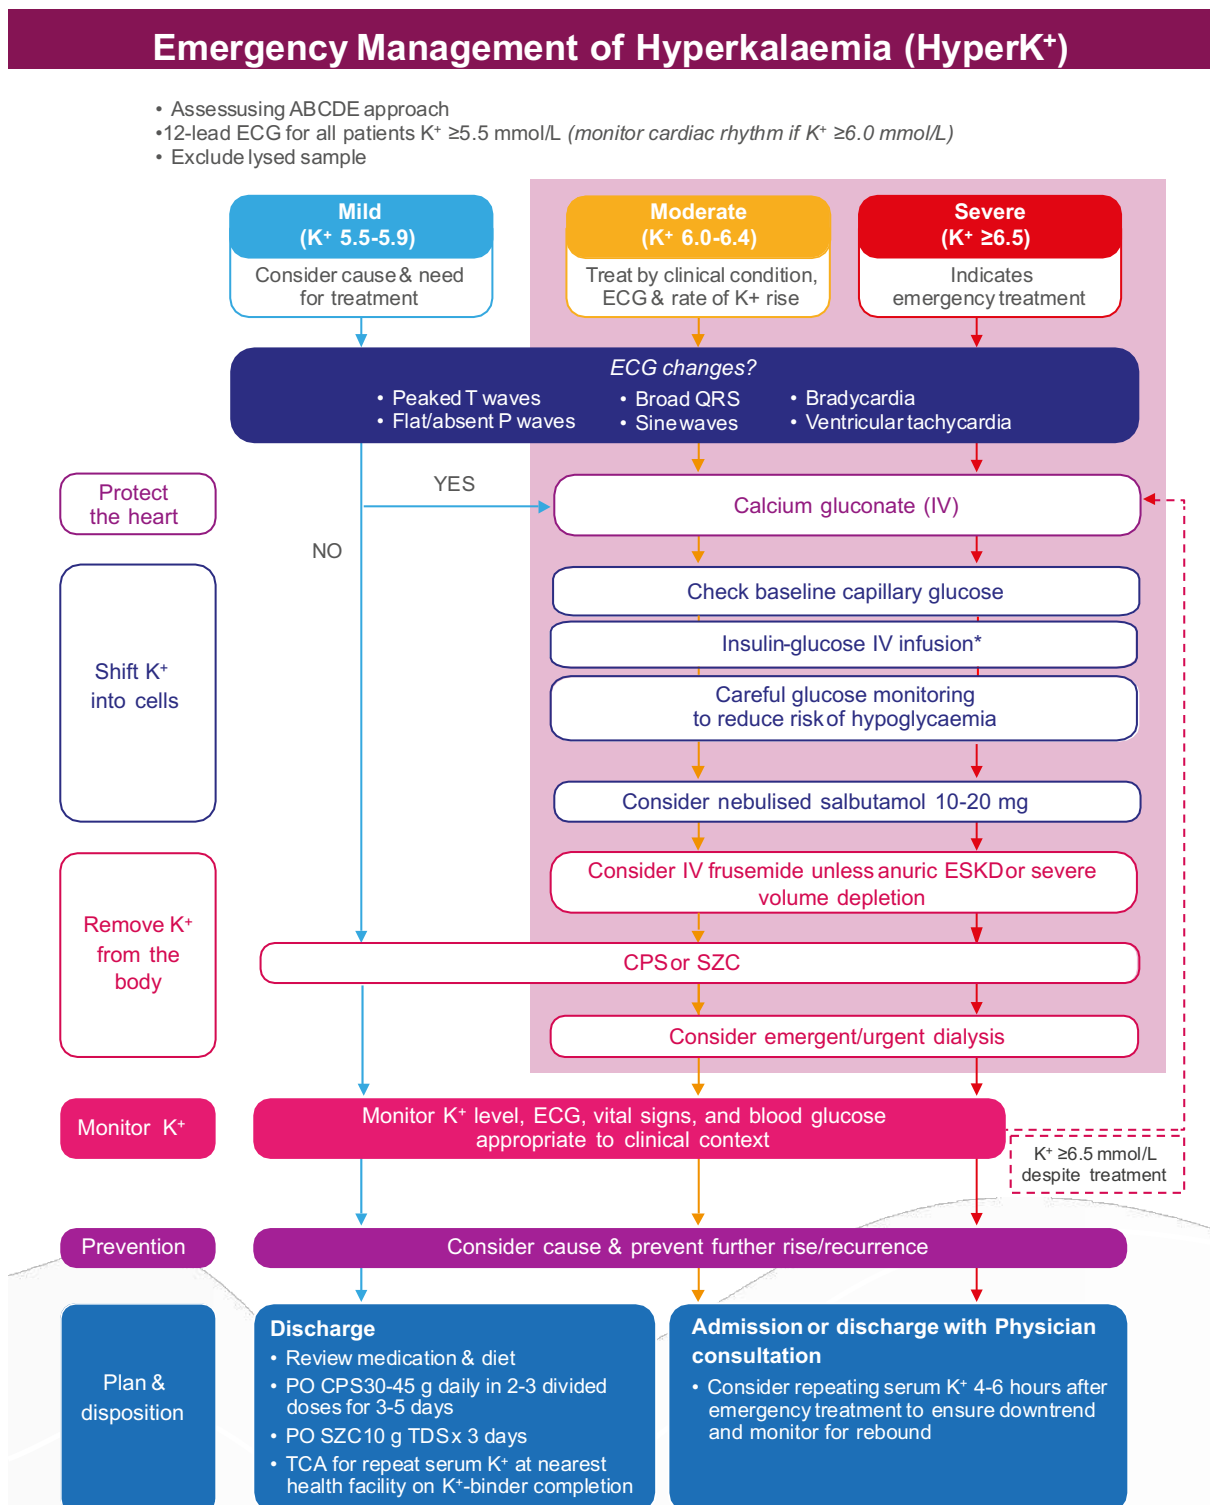 Emergency Management of Hyperkalaemia (HyperK⁺)
• Assessusing ABCDE approach
•12-lead ECG for all patients K⁺ ≥5.5 mmol/L (monitor cardiac rhythm if K⁺ ≥6.0 mmol/L)
• Exclude lysed sample
Mild
(K⁺ 5.5-5.9)
Consider cause & need
for treatment
Moderate
(K⁺ 6.0-6.4)
Treat by clinical condition,
ECG & rate of K+ rise
Severe
(K⁺ ≥6.5)
Indicates
emergency treatment
ECG changes?
• Peaked T waves
• Flat/absent P waves
• Broad QRS
• Sine waves
• Bradycardia
• Ventricular tachycardia
YES
NO
Protect
the heart
Calcium gluconate (IV)
Shift K⁺
into cells
Check baseline capillary glucose
Insulin-glucose IV infusion*
Careful glucose monitoring
to reduce risk of hypoglycaemia
Consider nebulised salbutamol 10-20 mg
Remove K⁺
from the
body
Consider IV frusemide unless anuric ESKD or severe
volume depletion
CPS or SZC
Consider emergent/urgent dialysis
Monitor K⁺
Monitor K⁺ level, ECG, vital signs, and blood glucose
appropriate to clinical context
K⁺ ≥6.5 mmol/L
despite treatment
Prevention
Consider cause & prevent further rise/recurrence
Plan &
disposition
Discharge
• Review medication & diet
• PO CPS30-45 g daily in 2-3 divided
doses for 3-5 days
• PO SZC10 g TDS x 3 days
• TCA for repeat serum K⁺ at nearest
health facility on K⁺-binder completion
Admission or discharge with Physician
consultation
• Consider repeating serum K⁺ 4-6 hours after
emergency treatment to ensure downtrend
and monitor for rebound